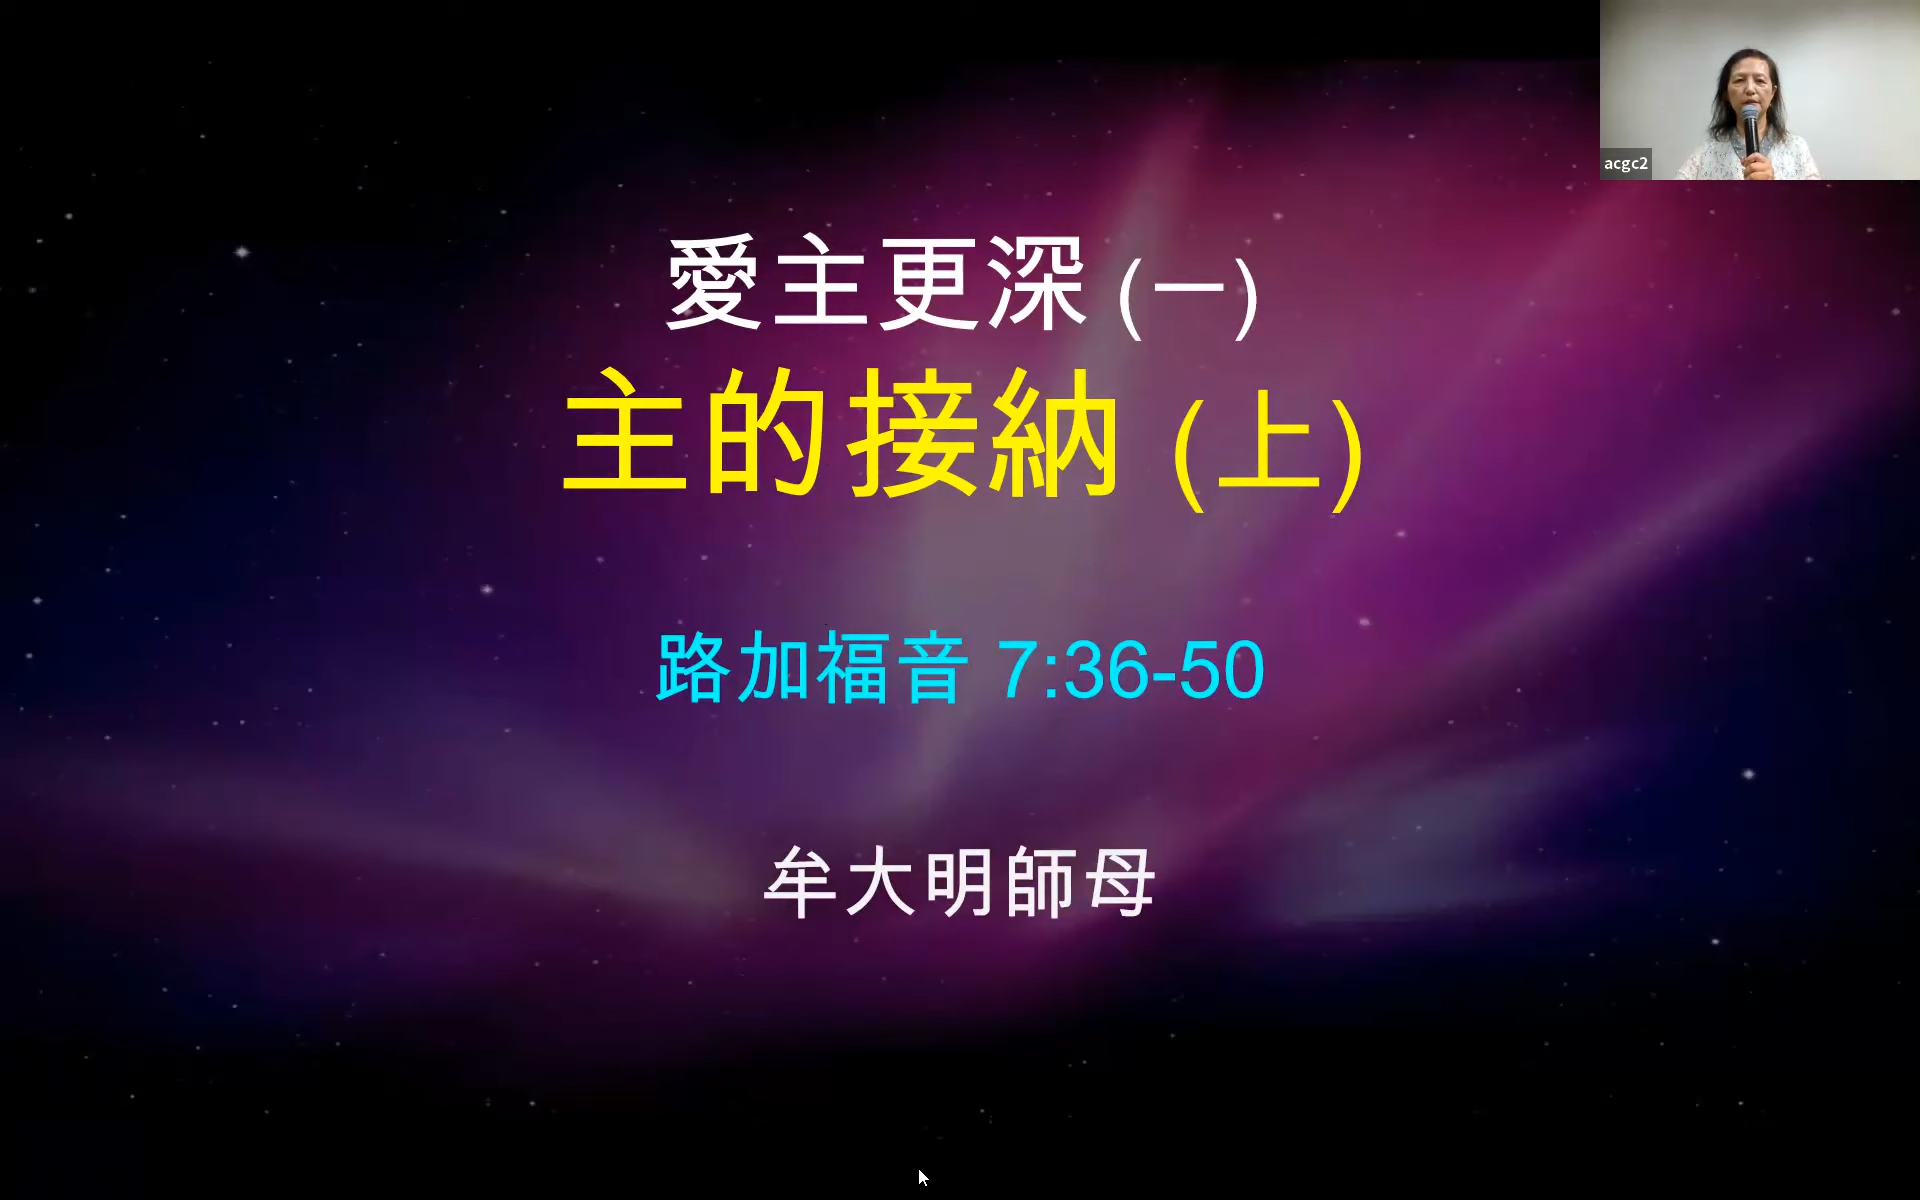 acgc2
愛主更深 (一)
主的接納 (上)
路加福音 7:36-50
牟大明師母